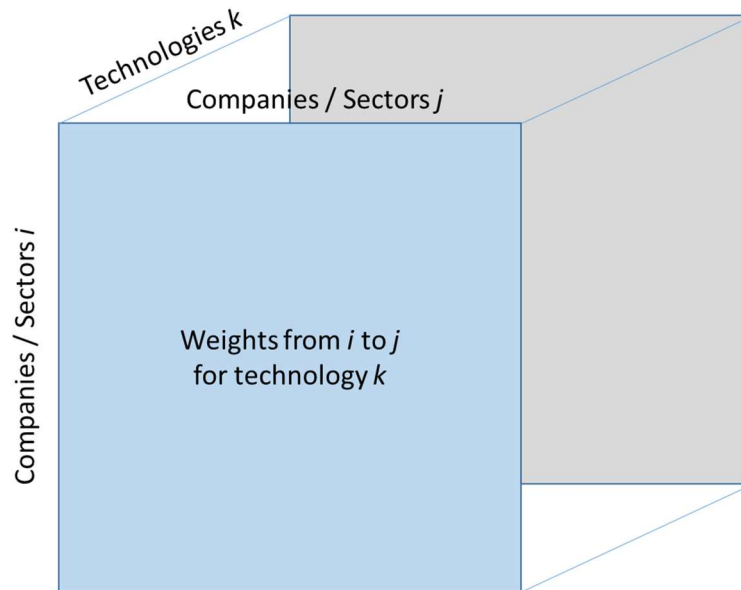 Technologies k
Companies / Sectors j
Companies / Sectors i
Weights from i to j
for technology k